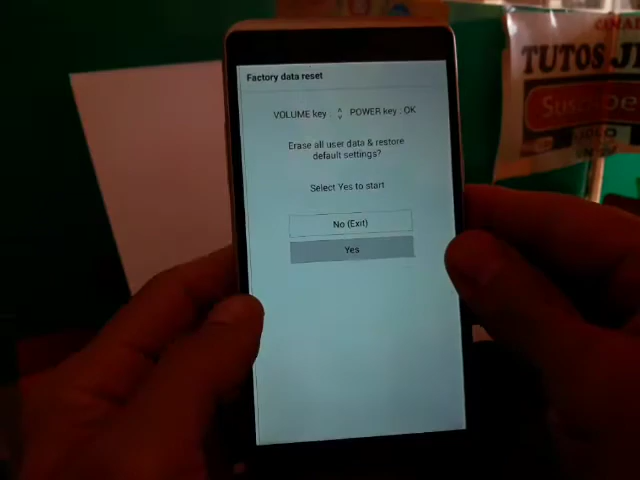 Factory data reset
VOLUME key : ^ v POWER key : OK
Erase all user data & restore
default settings?
Select Yes to start
No (Exit)
Yes
TUTOS